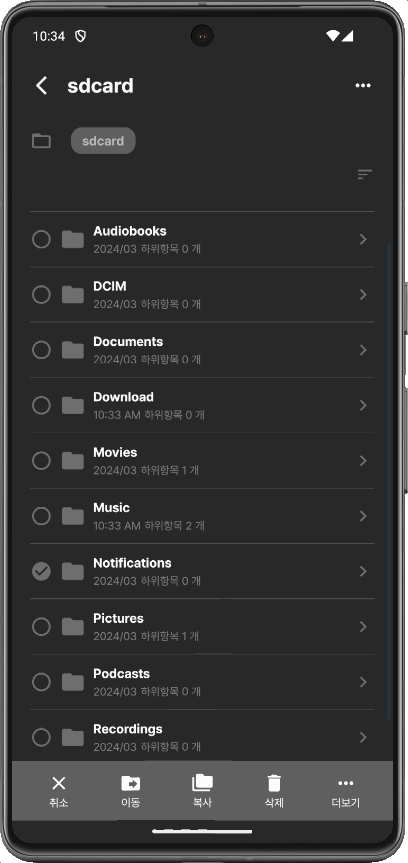 10:34
sdcard
sdcard
Audiobooks
2024/03 하위항목 0 개
DCIM
2024/03 하위항목 0 개
Documents
2024/03 하위항목 0 개
Download
10:33 AM 하위항목 0 개
Movies
2024/03 하위항목 1 개
Music
10:33 AM 하위항목 2 개
Notifications
2024/03 하위항목 0 개
Pictures
2024/03 하위항목 1 개
Podcasts
2024/03 하위항목 0 개
Recordings
2024/03 하위항목 0 개
취소 이동 복사 삭제 더보기